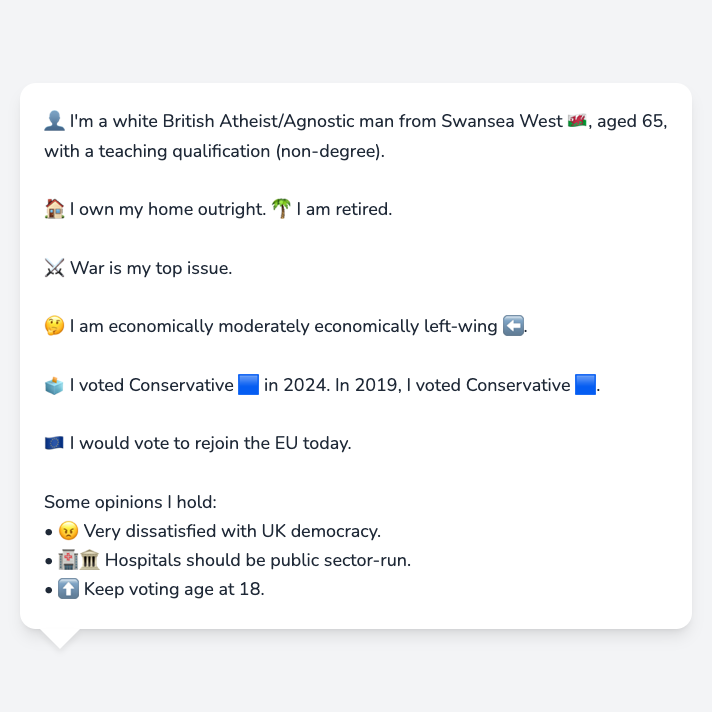 👤 I'm a white British Atheist/Agnostic man from Swansea West 🏴󠁧󠁢󠁷󠁬󠁳󠁿, aged 65,
with a teaching qualification (non-degree).
🏠 I own my home outright. 🌴 I am retired.
⚔️ War is my top issue.
🤔 I am economically moderately economically left-wing ⬅️.
🗳️ I voted Conservative 🟦 in 2024. In 2019, I voted Conservative 🟦.
🇪🇺 I would vote to rejoin the EU today.
Some opinions I hold:
• 😠 Very dissatisfied with UK democracy.
• 🏥🏛️ Hospitals should be public sector-run.
• ⬆️ Keep voting age at 18.